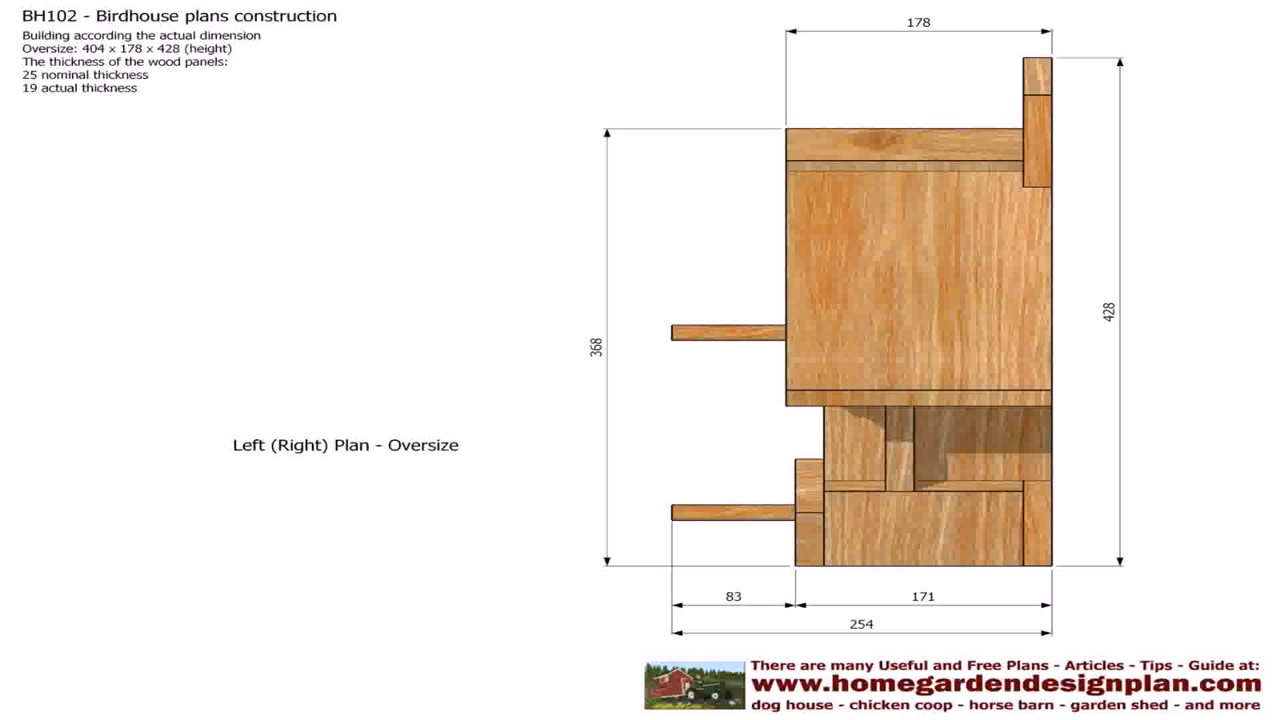 BH102 - Birdhouse plans construction
Building according the actual dimension
Oversize: 404 x 178 x 428 (height)
The thickness of the wood panels:
25 nominal thickness
19 actual thickness
178
428
368
Left (Right) Plan - Oversize
83
171
254
There are many Useful and Free Plans - Articles - Tips - Guide at:
www.homegardendesignplan.com
dog house - chicken coop - horse barn - garden shed - and more